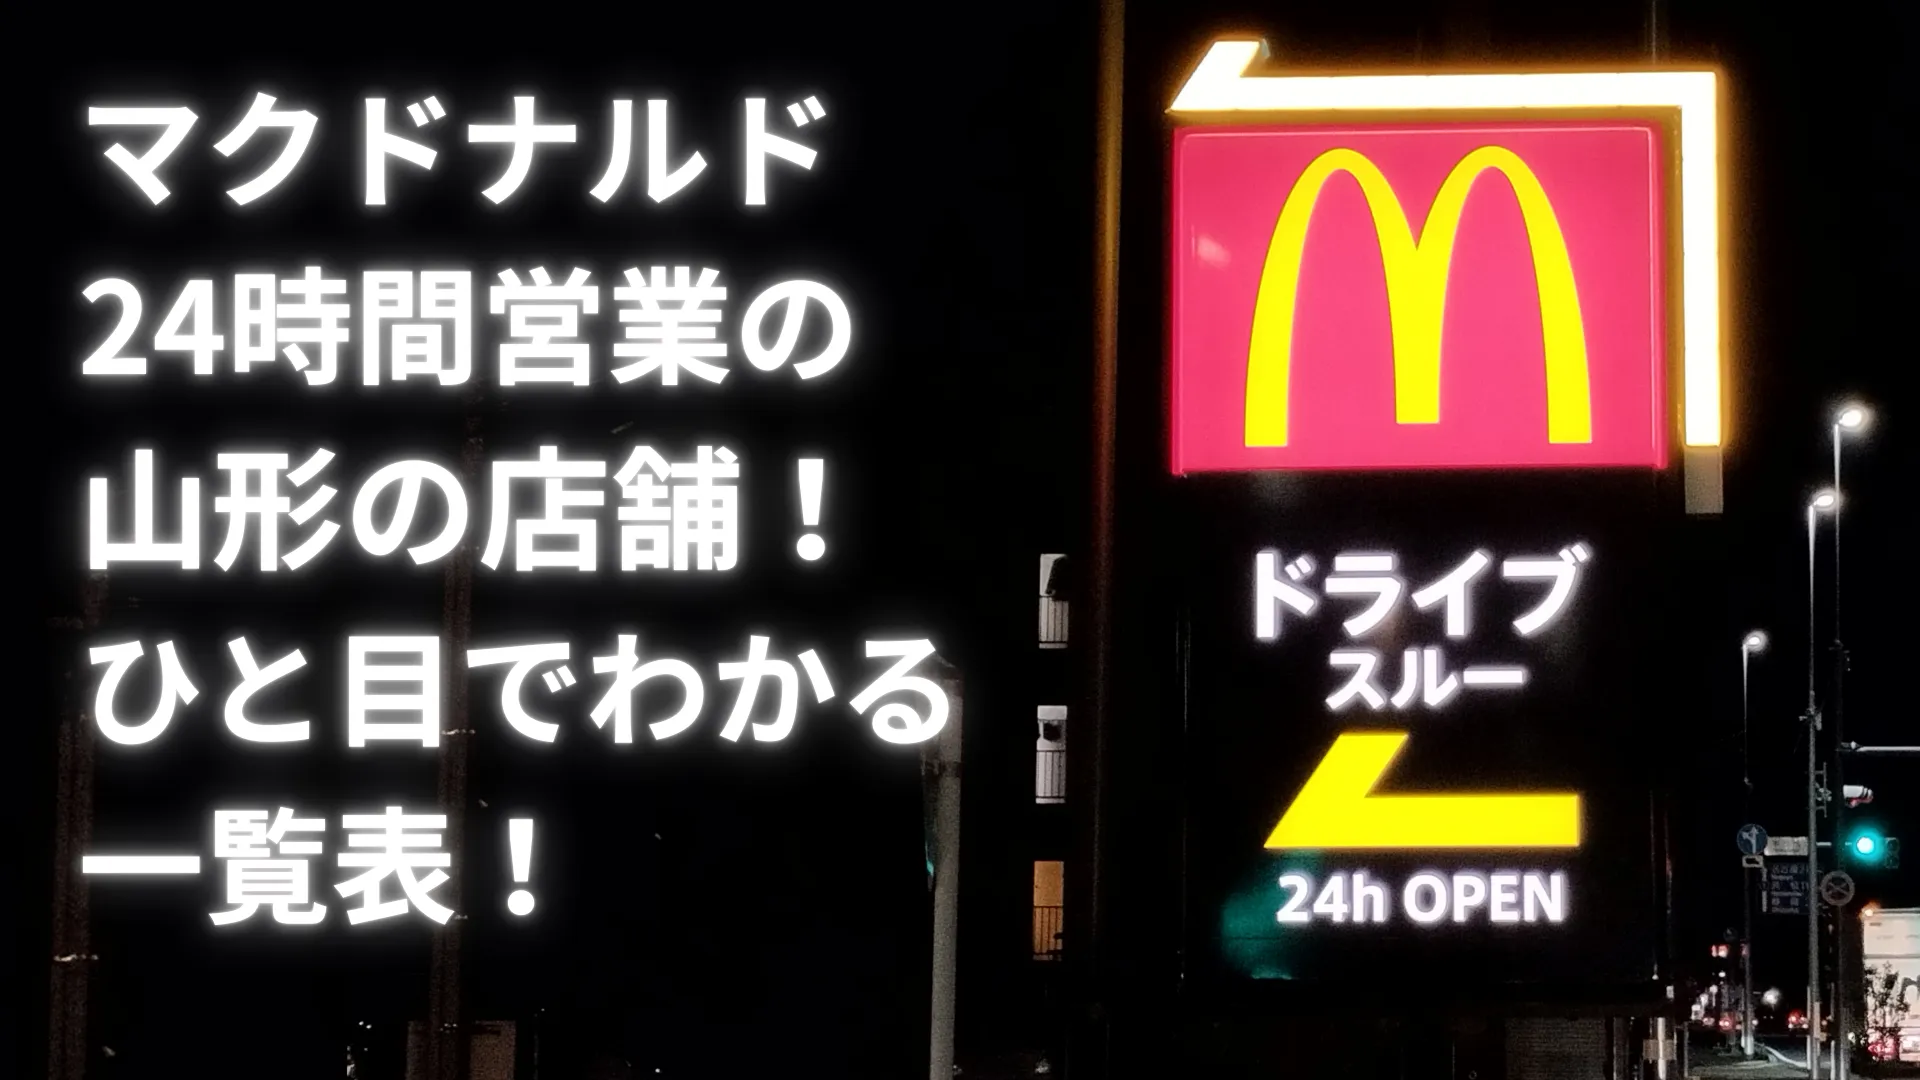 マクドナルド
24時間営業の
山形の店舗！
ひと目でわかる
一覧表！
ドライブ
スルー
24h OPEN